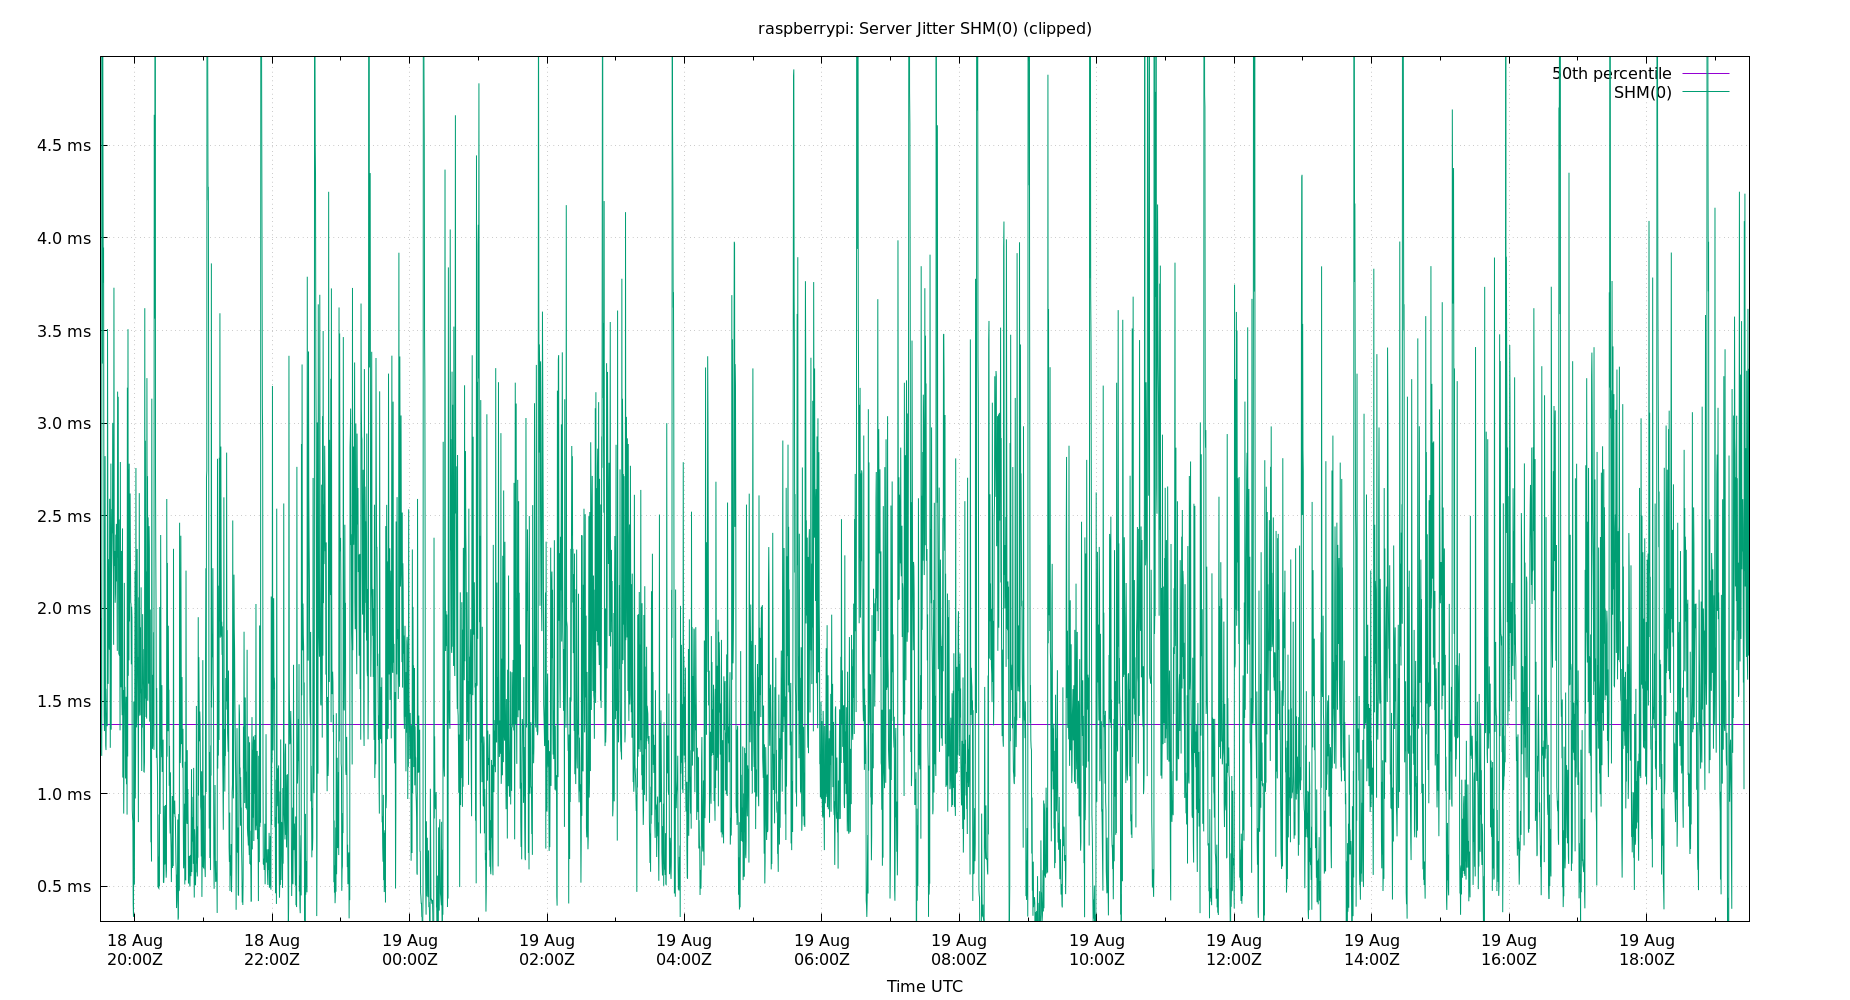 raspberrypi: Server Jitter SHM(0) (clipped)
50th percentile
SHM(0)
4.5 ms
4.0 ms
3.5 ms
3.0 ms
2.5 ms
2.0 ms
1.5 ms
1.0 ms
0.5 ms
18 Aug 18 Aug 19 Aug 19 Aug 19 Aug 19 Aug 19 Aug 19 Aug 19 Aug 19 Aug 19 Aug 19 Aug
20:00Z 22:00Z 00:00Z 02:00Z 04:00Z 06:00Z 08:00Z 10:00Z 12:00Z 14:00Z 16:00Z 18:00Z
Time UTC